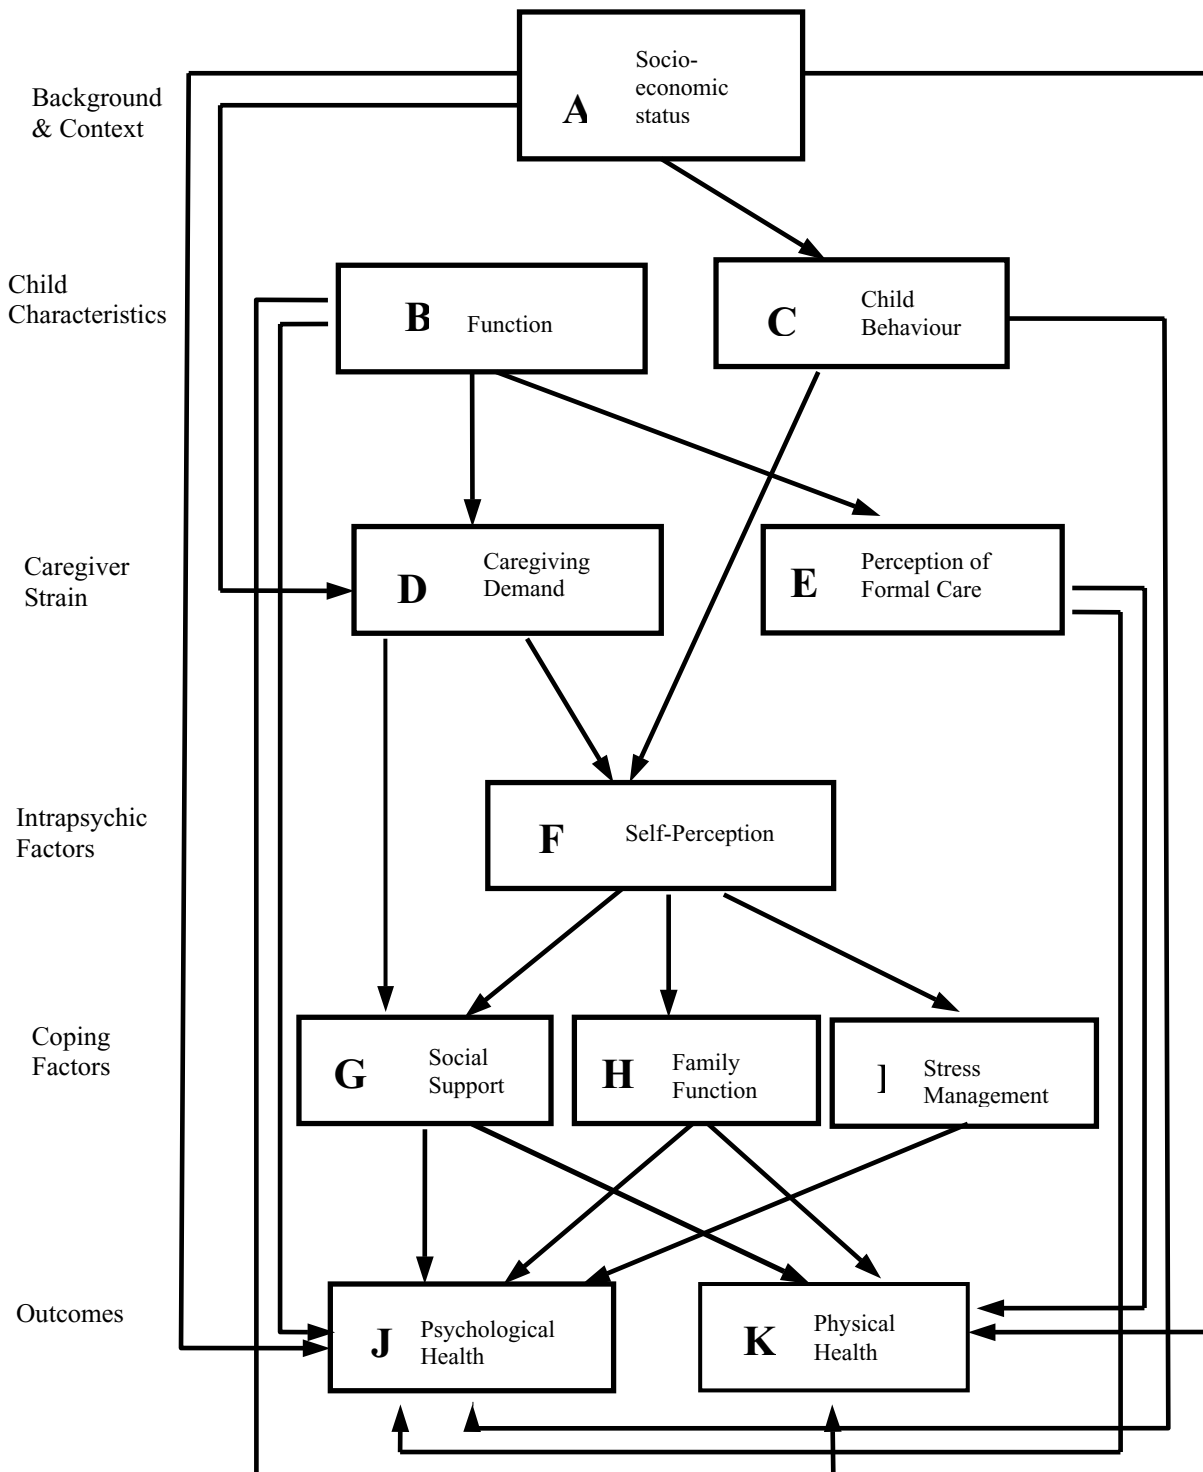 Background
& Context
A
Socio-
economic
status
Child
Characteristics
B
Function
C
Child
Behaviour
Caregiver
Strain
D
Caregiving
Demand
E
Perception of
Formal Care
Intrapsychic
Factors
F
Self-Perception
Coping
Factors
G
Social
Support
H
Family
Function
I
Stress
Management
Outcomes
J
Psychological
Health
K
Physical
Health